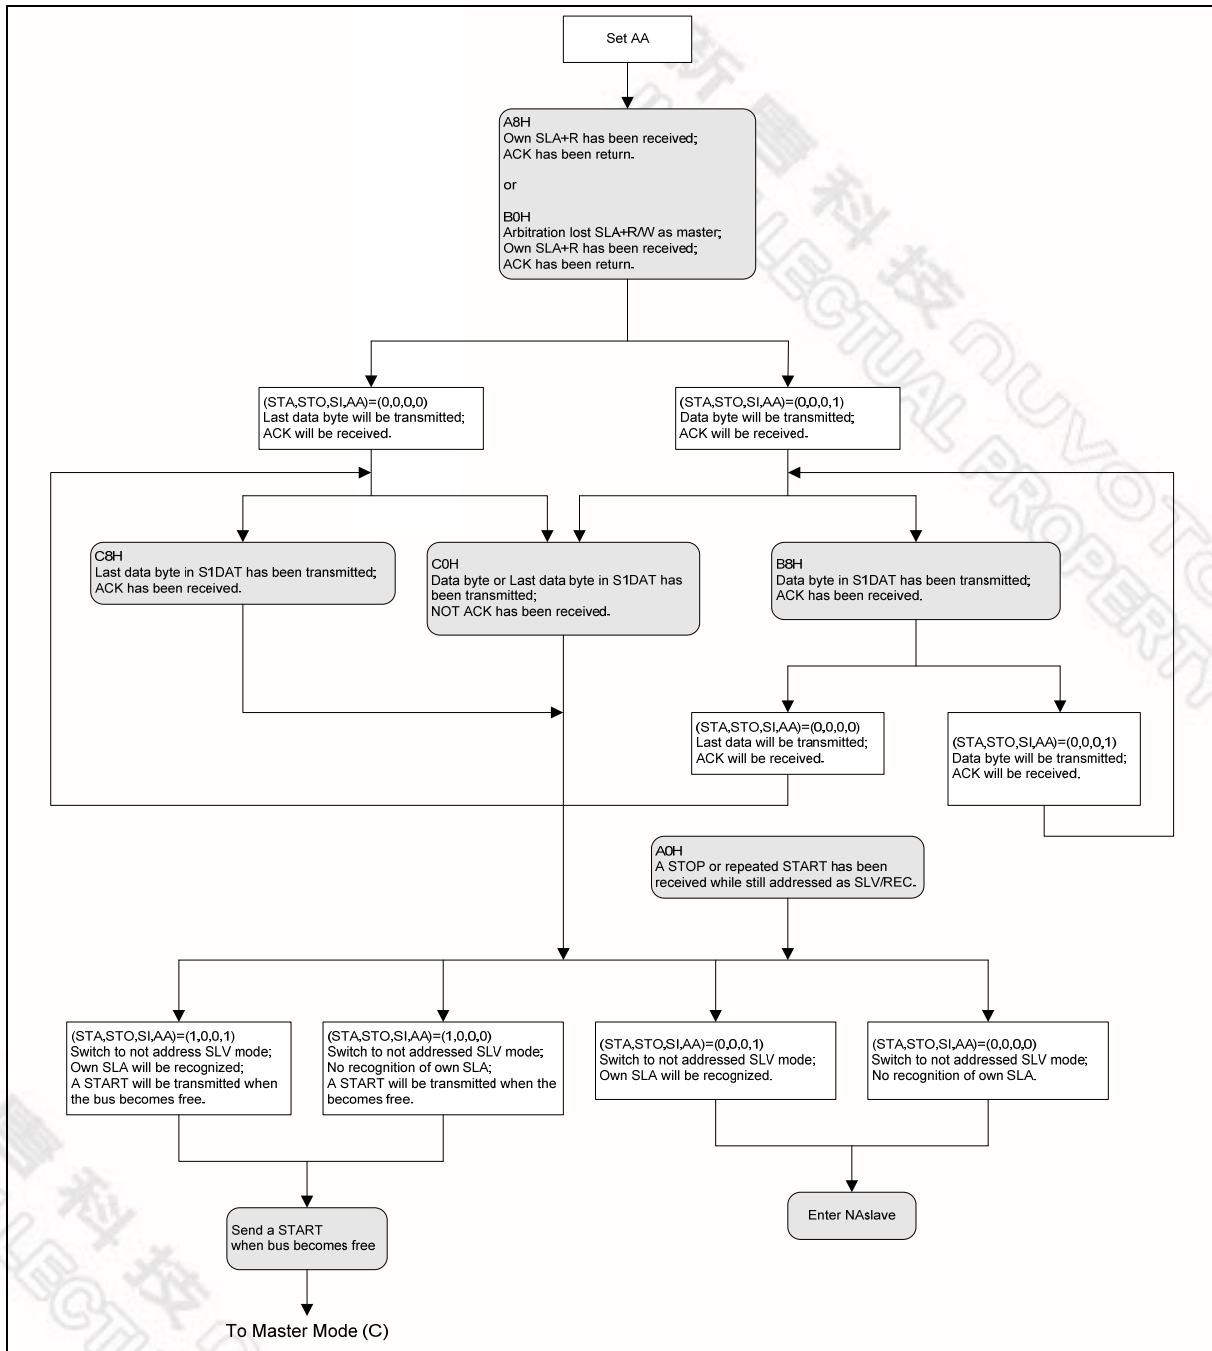 Set AA
A8H
Own SLA+R has been received;
ACK has been return.
or
B0H
Arbitration lost SLA+R/W as master;
Own SLA+R has been received;
ACK has been return.
(STA,STO,SI,AA)=(0,0,0,0)
Last data byte will be transmitted;
ACK will be received.
(STA,STO,SI,AA)=(0,0,0,1)
Data byte will be transmitted;
ACK will be received.
C8H
Last data byte in S1DAT has been transmitted;
ACK has been received.
C0H
Data byte or Last data byte in S1DAT has
been transmitted;
NOT ACK has been received.
B8H
Data byte in S1DAT has been transmitted;
ACK has been received.
(STA,STO,SI,AA)=(0,0,0,0)
Last data will be transmitted;
ACK will be received.
(STA,STO,SI,AA)=(0,0,0,1)
Data byte will be transmitted;
ACK will be received.
A0H
A STOP or repeated START has been
received while still addressed as SLV/REC.
(STA,STO,SI,AA)=(1,0,0,1)
Switch to not address SLV mode;
Own SLA will be recognized;
A START will be transmitted when
the bus becomes free.
(STA,STO,SI,AA)=(1,0,0,0)
Switch to not addressed SLV mode;
No recognition of own SLA;
A START will be transmitted when the
becomes free.
(STA,STO,SI,AA)=(0,0,0,1)
Switch to not addressed SLV mode;
Own SLA will be recognized.
(STA,STO,SI,AA)=(0,0,0,0)
Switch to not addressed SLV mode;
No recognition of own SLA.
Send a START
when bus becomes free
Enter NAslave
To Master Mode (C)